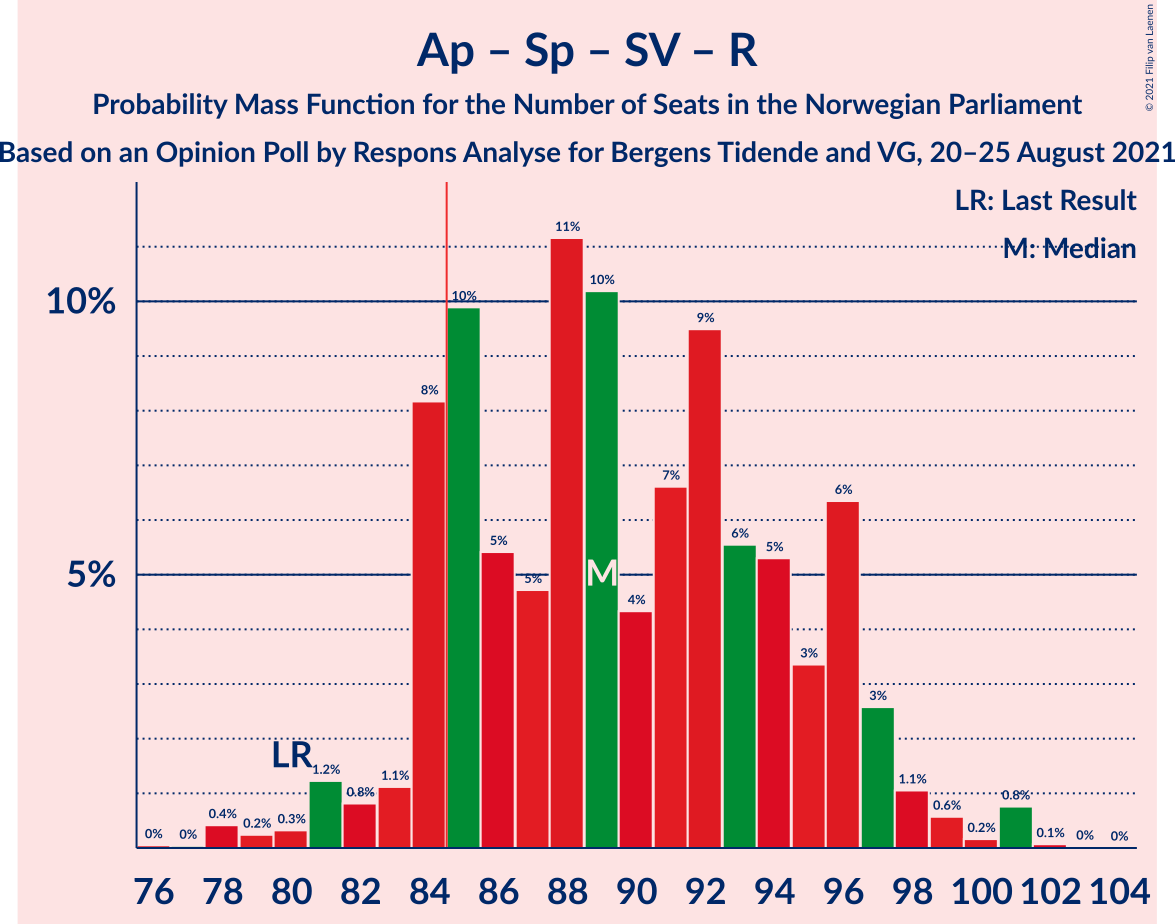 Ap – Sp – SV – R
Probability Mass Function for the Number of Seats in the Norwegian Parliament
Based on an Opinion Poll by Respons Analyse for Bergens Tidende and VG, 20–25 August 2021
© 2021 Filip van Laenen
LR: Last Result
M: Median
10%
5%
0% 0% 0.4% 0.2% 0.3% 1.2% 0.8% 1.1% 8% 10% 5% 5% 11% 10% 4% 7% 9% 6% 5% 3% 6% 3% 1.1% 0.6% 0.2% 0.8% 0.1% 0% 0%
LR
M
76 78 80 82 84 86 88 90 92 94 96 98 100 102 104